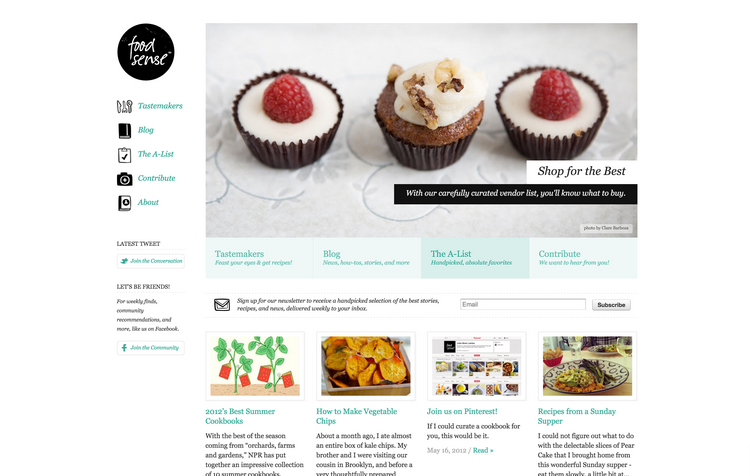 food
sense
Tastemakers
Blog
The A-List
Contribute
About
LATEST TWEET
Join the Conversation
LET'S BE FRIENDS!
For weekly finds,
community
recommendations, and
more, like us on Facebook.
Join the Community
Shop for the Best
With our carefully curated vendor list, you'll know what to buy.
photo by Clare Barboza
Tastemakers
Feast your eyes & get recipes!
Blog
News, how-tos, stories, and more
The A-List
Handpicked, absolute favorites
Contribute
We want to hear from you!
Sign up for our newsletter to receive a handpicked selection of the best stories,
recipes, and news, delivered weekly to your inbox.
Email
Subscribe
2012's Best Summer
Cookbooks
With the best of the season
coming from "orchards, farms
and gardens," NPR has put
together an impressive collection
of 10 summer cookbooks.
How to Make Vegetable
Chips
About a month ago, I ate almost
an entire box of kale chips. My
brother and I were visiting our
cousin in Brooklyn, and before a
very thoughtfully prepared
Join us on Pinterest!
If I could curate a cookbook for
you, this would be it.
May 16, 2012 / Read »
Recipes from a Sunday
Supper
I could not figure out what to do
with the delectable slices of Pear
Cake that I brought home from
this wonderful Sunday supper -
eat them slowly, a little bit at